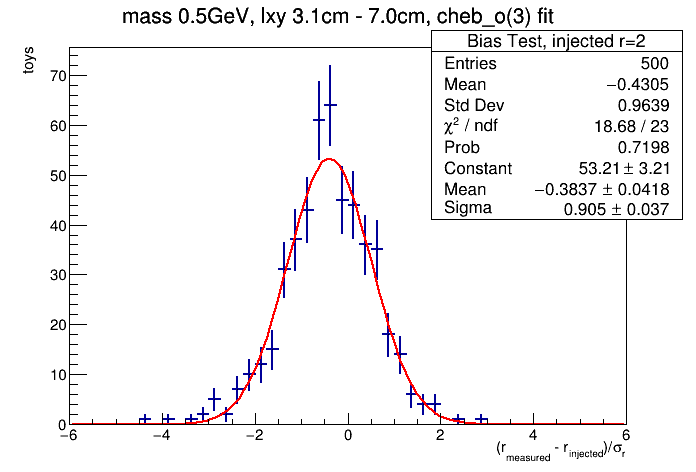 mass 0.5GeV, lxy 3.1cm - 7.0cm, cheb_o(3) fit
toys
Bias Test, injected r=2
Entries 500
Mean −0.4305
Std Dev 0.9639
χ² / ndf 18.68 / 23
Prob 0.7198
Constant 53.21 ± 3.21
Mean −0.3837 ± 0.0418
Sigma 0.905 ± 0.037
70
60
50
40
30
20
10
0
−6 −4 −2 0 2 4 6
(r_measured - r_injected)/σ_r